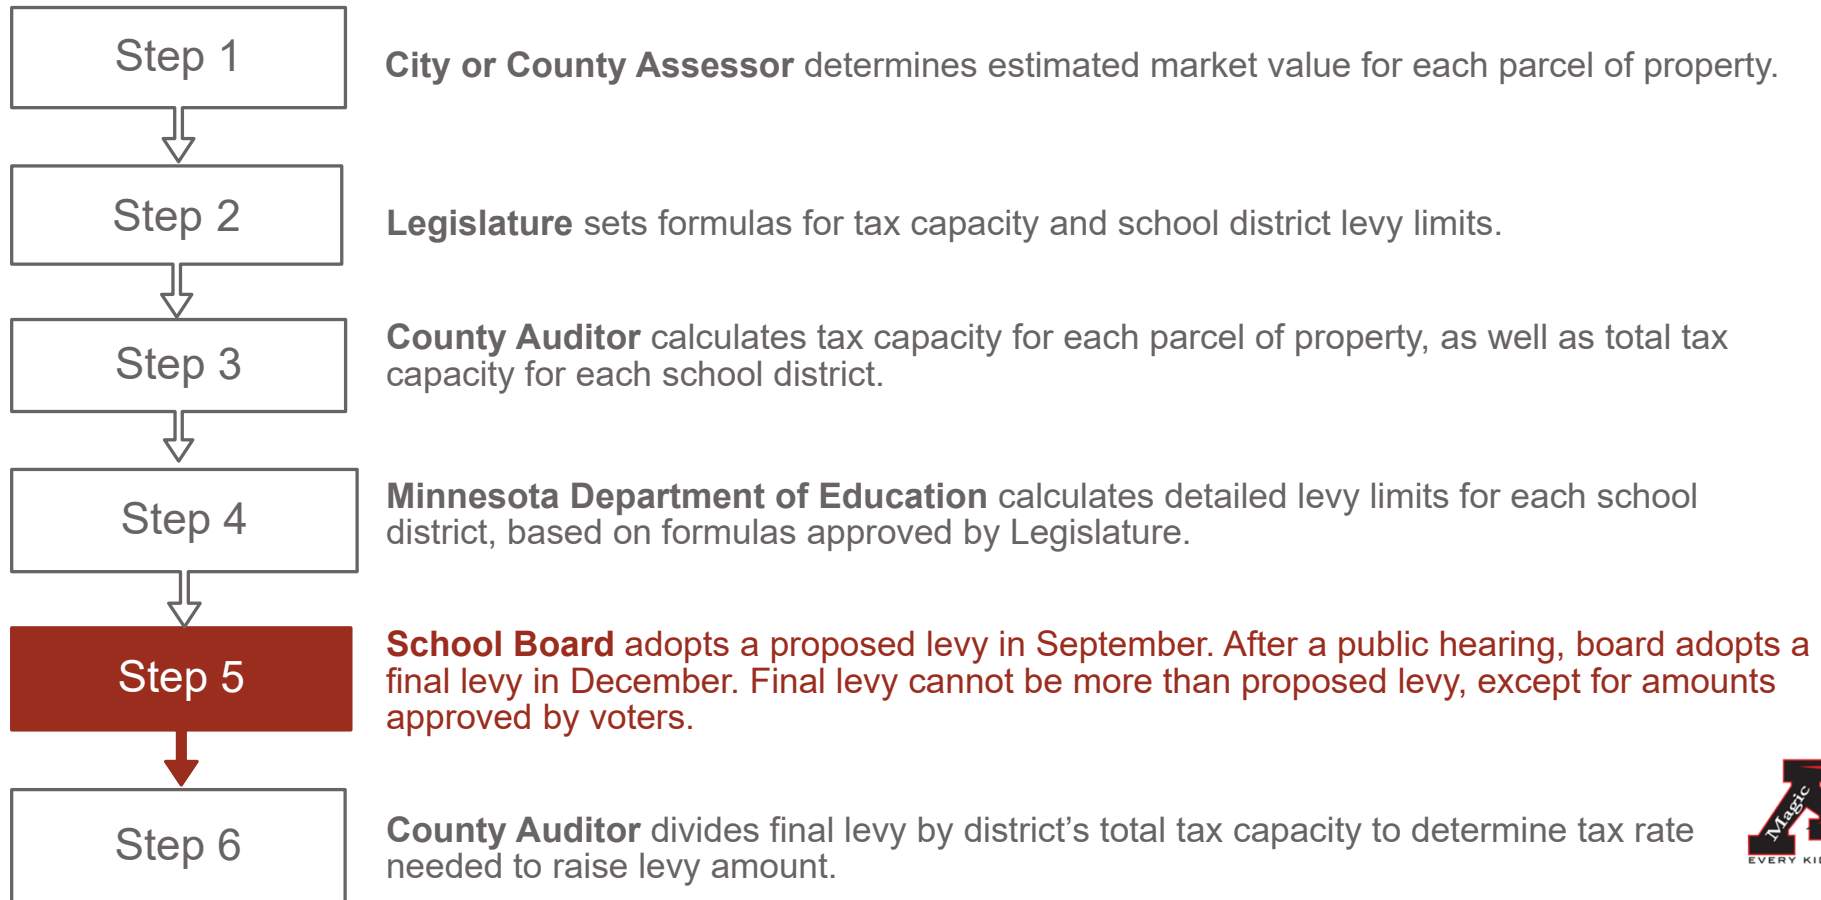 Step 1
City or County Assessor determines estimated market value for each parcel of property.
Step 2
Legislature sets formulas for tax capacity and school district levy limits.
Step 3
County Auditor calculates tax capacity for each parcel of property, as well as total tax
capacity for each school district.
Step 4
Minnesota Department of Education calculates detailed levy limits for each school
district, based on formulas approved by Legislature.
Step 5
School Board adopts a proposed levy in September. After a public hearing, board adopts a
final levy in December. Final levy cannot be more than proposed levy, except for amounts
approved by voters.
Step 6
County Auditor divides final levy by district’s total tax capacity to determine tax rate
needed to raise levy amount.
A
Magic
EVERY